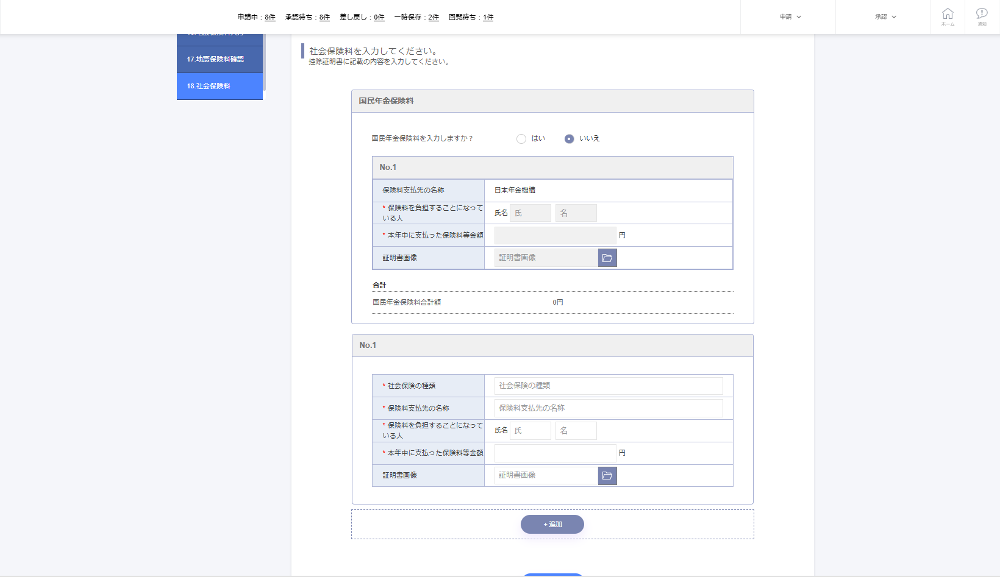 申請中：8件 承認待ち：8件 差し戻し：0件 一時保存：2件 回覧待ち：1件
申請
承認
ホーム
通知
17.地震保険料確認
18.社会保険料
社会保険料を入力してください。
控除証明書に記載の内容を入力してください。
国民年金保険料
国民年金保険料を入力しますか？ はい いいえ
No.1
保険料支払先の名称 日本年金機構
* 保険料を負担することになって
いる人
氏名 氏 名
* 本年中に支払った保険料等金額 円
証明書画像 証明書画像
合計
国民年金保険料合計額 0円
No.1
* 社会保険の種類 社会保険の種類
* 保険料支払先の名称 保険料支払先の名称
* 保険料を負担することになって
いる人
氏名 氏 名
* 本年中に支払った保険料等金額 円
証明書画像 証明書画像
+ 追加